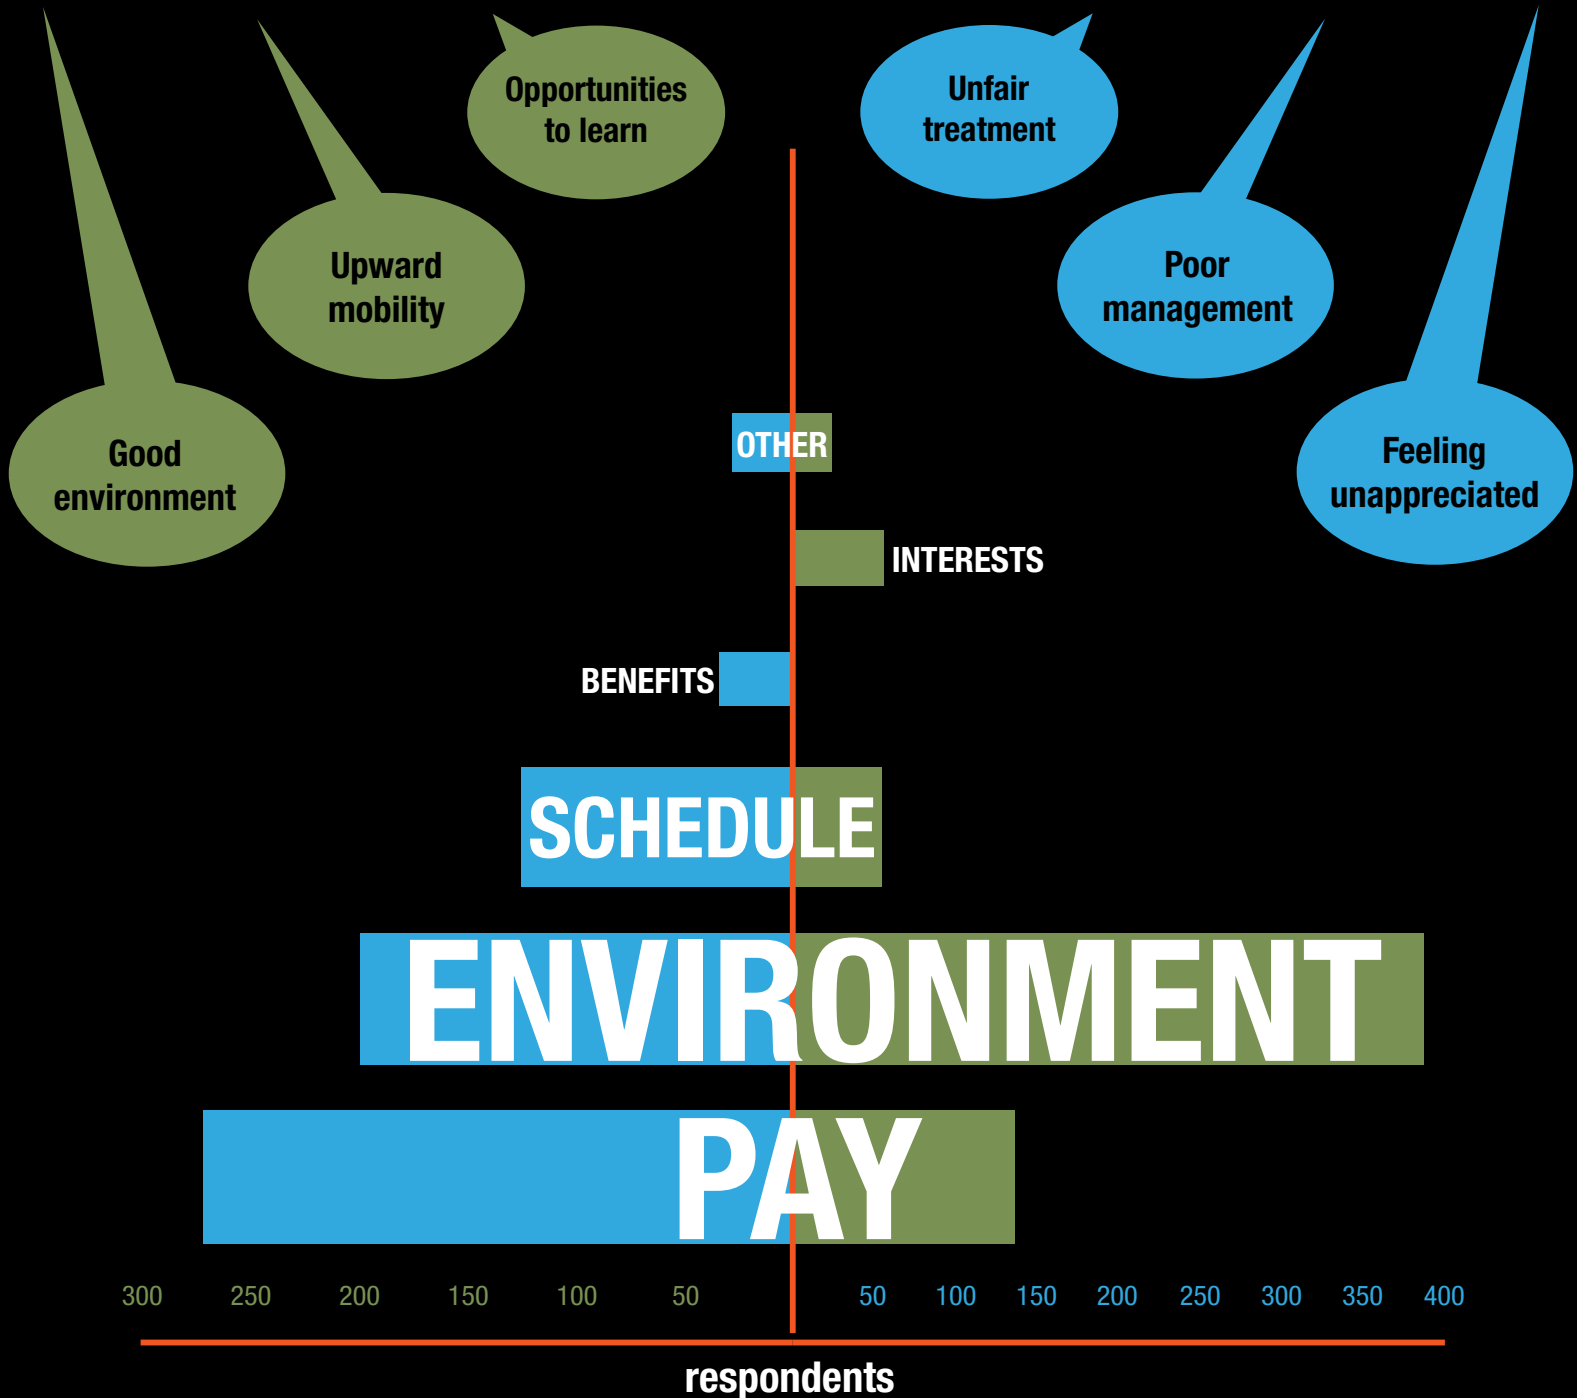 Opportunities
to learn
Unfair
treatment
Upward
mobility
Poor
management
Good
environment
Feeling
unappreciated
OTHER
INTERESTS
BENEFITS
SCHEDULE
ENVIRONMENT
PAY
300 250 200 150 100 50 50 100 150 200 250 300 350 400
respondents